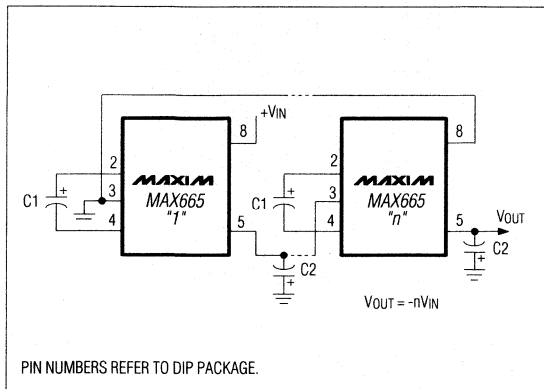 +VIN
8
8
2
2
MAXIM
MAXIM
3
3
C1
+
MAX665
C1
+
MAX665
4
"1"
5
4
"n"
5
VOUT
C2
+
C2
+
VOUT = -nVIN
PIN NUMBERS REFER TO DIP PACKAGE.